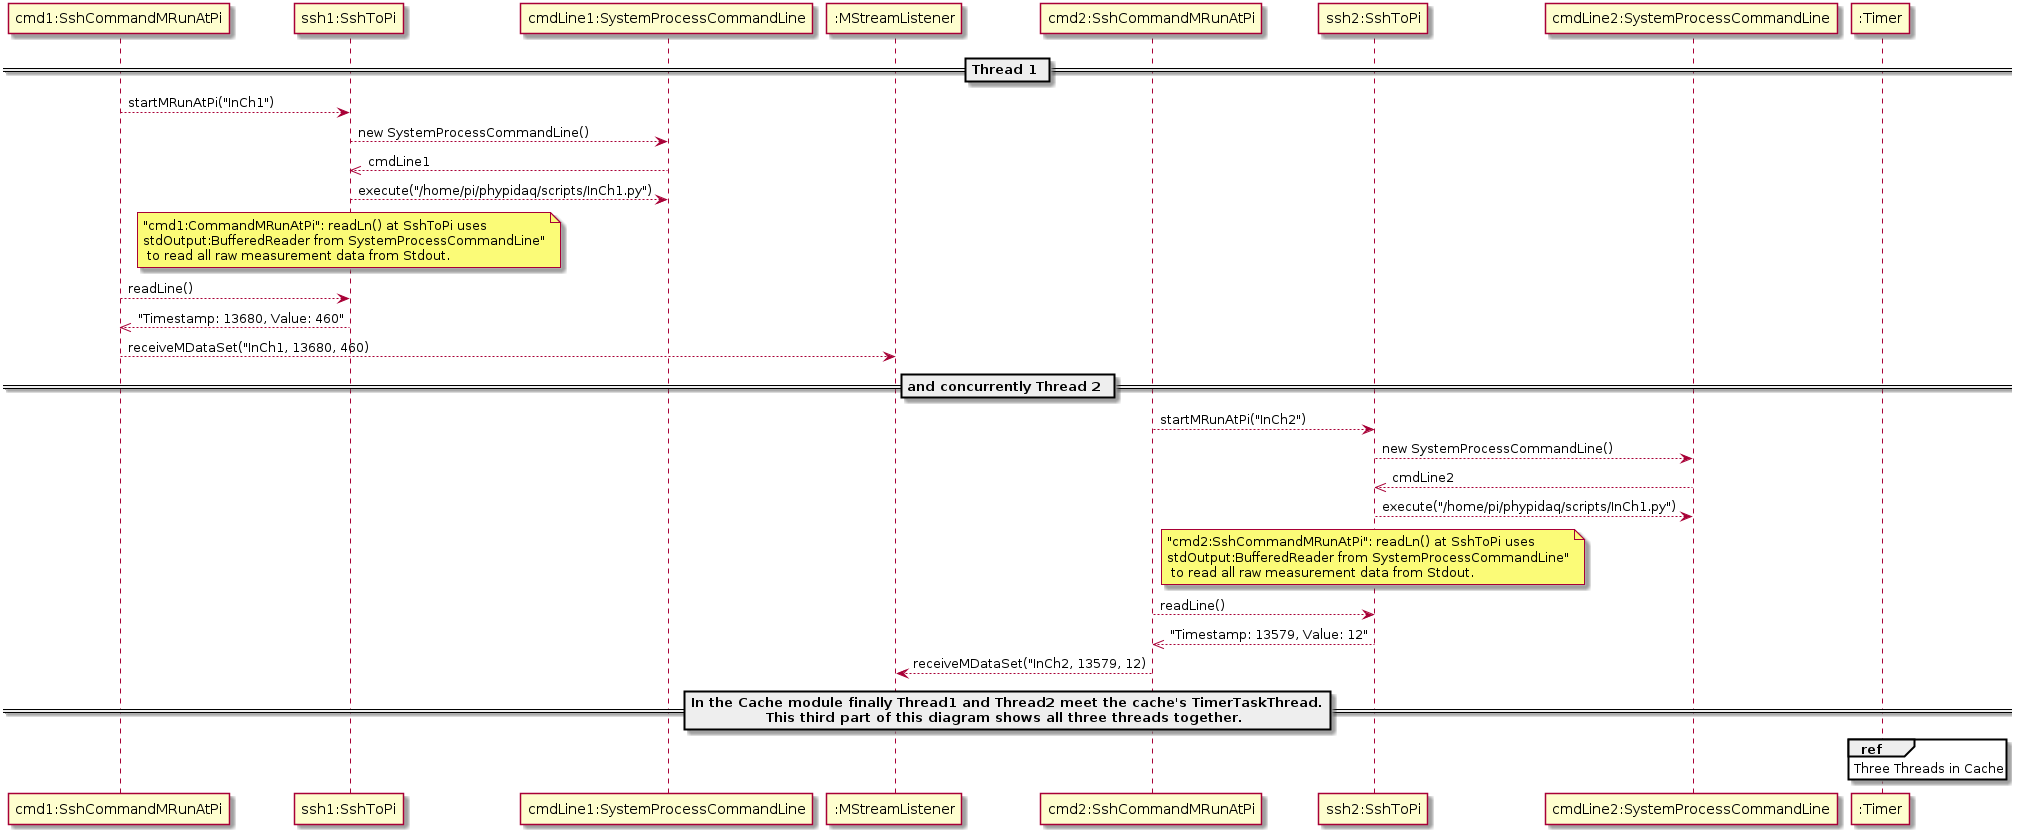 cmd1:SshCommandMRunAtPi
ssh1:SshToPi
cmdLine1:SystemProcessCommandLine
:MStreamListener
cmd2:SshCommandMRunAtPi
ssh2:SshToPi
cmdLine2:SystemProcessCommandLine
:Timer
Thread 1
startMRunAtPi("InCh1")
new SystemProcessCommandLine()
cmdLine1
execute("/home/pi/phypidaq/scripts/InCh1.py")
"cmd1:CommandMRunAtPi": readLn() at SshToPi uses
stdOutput:BufferedReader from SystemProcessCommandLine"
to read all raw measurement data from Stdout.
readLine()
"Timestamp: 13680, Value: 460"
receiveMDataSet("InCh1, 13680, 460)
and concurrently Thread 2
startMRunAtPi("InCh2")
new SystemProcessCommandLine()
cmdLine2
execute("/home/pi/phypidaq/scripts/InCh1.py")
"cmd2:SshCommandMRunAtPi": readLn() at SshToPi uses
stdOutput:BufferedReader from SystemProcessCommandLine"
to read all raw measurement data from Stdout.
readLine()
"Timestamp: 13579, Value: 12"
receiveMDataSet("InCh2, 13579, 12)
In the Cache module finally Thread1 and Thread2 meet the cache's TimerTaskThread.
This third part of this diagram shows all three threads together.
ref
Three Threads in Cache
cmd1:SshCommandMRunAtPi
ssh1:SshToPi
cmdLine1:SystemProcessCommandLine
:MStreamListener
cmd2:SshCommandMRunAtPi
ssh2:SshToPi
cmdLine2:SystemProcessCommandLine
:Timer